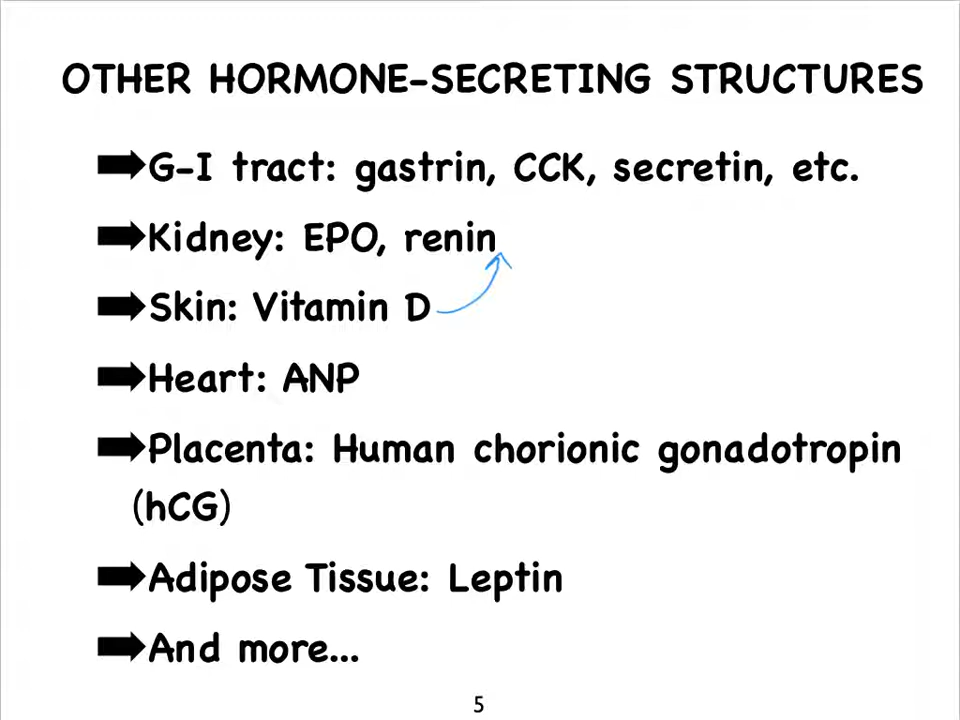 OTHER HORMONE-SECRETING STRUCTURES
G-I tract: gastrin, CCK, secretin, etc.
Kidney: EPO, renin
Skin: Vitamin D
Heart: ANP
Placenta: Human chorionic gonadotropin
(hCG)
Adipose Tissue: Leptin
And more...
5